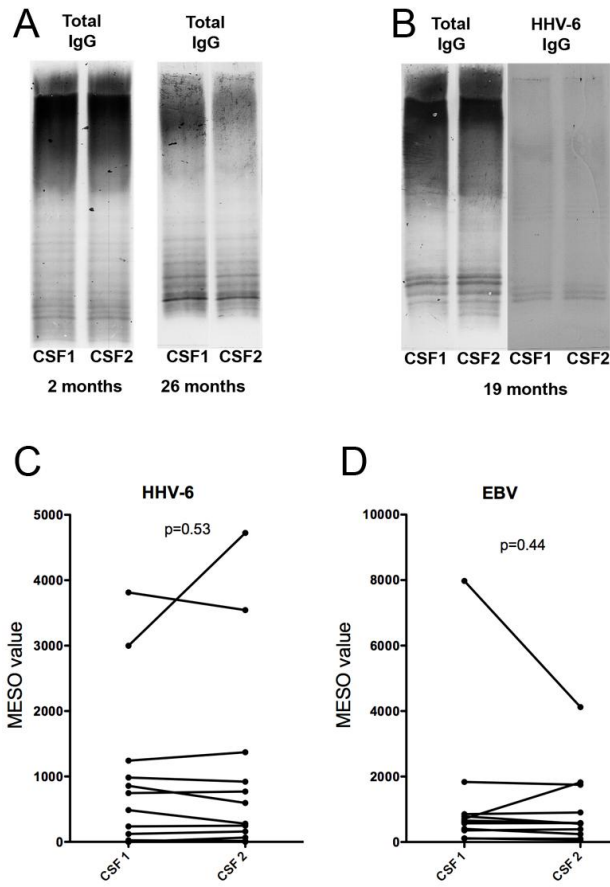 A
Total
IgG
Total
IgG
CSF1 CSF2 CSF1 CSF2
2 months 26 months
B
Total
IgG
HHV-6
IgG
CSF1 CSF2 CSF1 CSF2
19 months
C
HHV-6
p=0.53
MESO value
5000
4000
3000
2000
1000
0
CSF 1 CSF 2
D
EBV
p=0.44
MESO value
10000
8000
6000
4000
2000
0
CSF 1 CSF 2